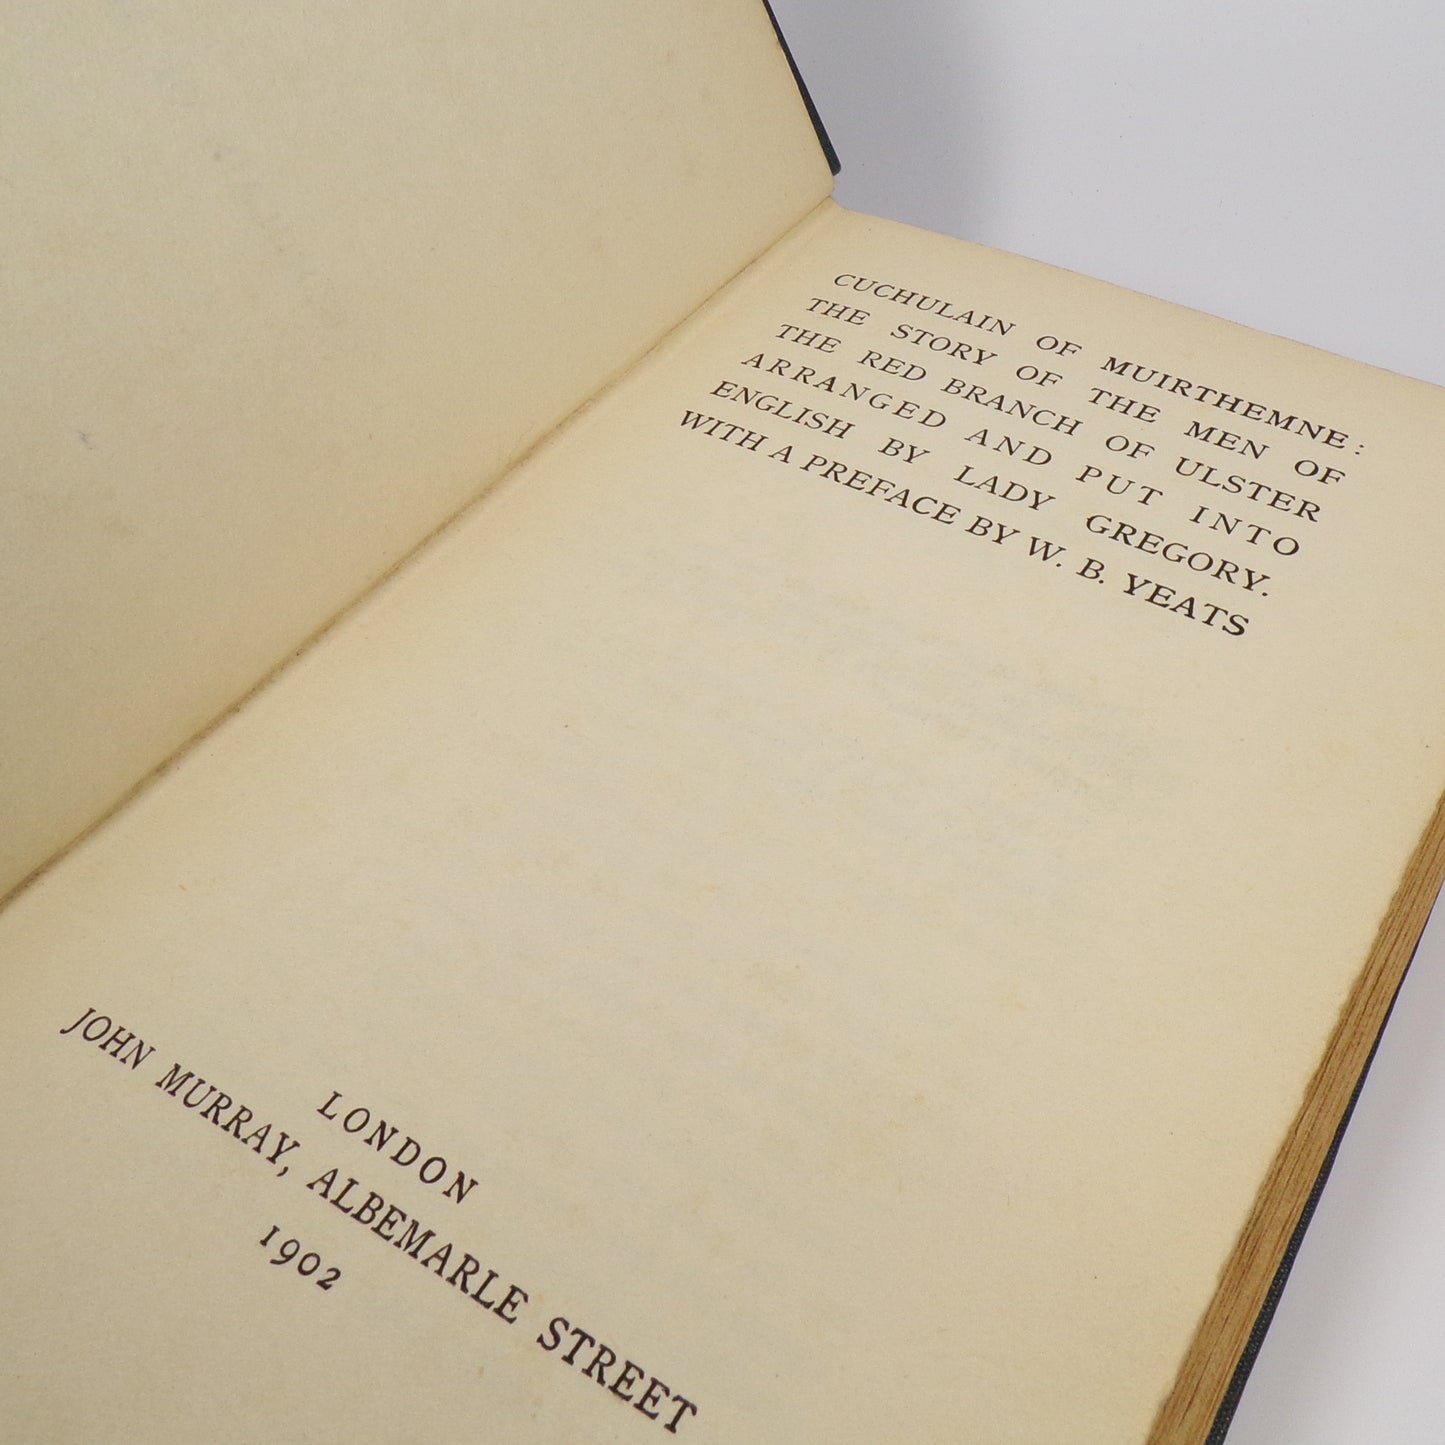 CUCHULAIN OF MUIRTHEMNE:
THE STORY OF THE MEN OF
THE RED BRANCH OF ULSTER
ARRANGED AND PUT INTO
ENGLISH BY LADY GREGORY.
WITH A PREFACE BY W. B. YEATS
LONDON
JOHN MURRAY, ALBEMARLE STREET
1902